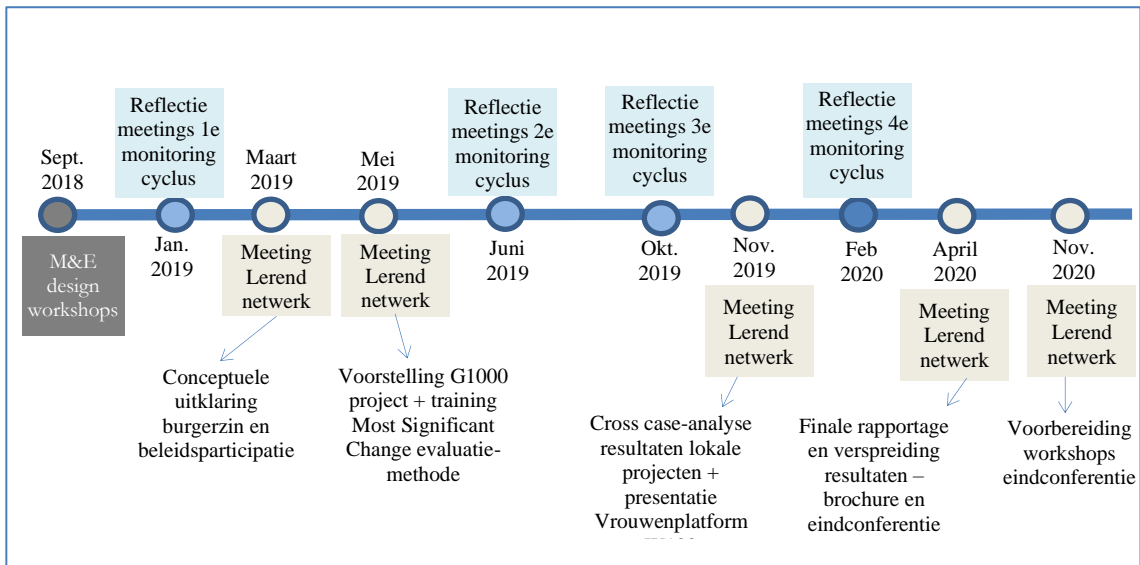 Sept.
2018
M&E
design
workshops
Reflectie
meetings 1e
monitoring
cyclus
Jan.
2019
Maart
2019
Meeting
Lerend
netwerk
Conceptuele
uitklaring
burgerzin en
beleidsparticipatie
Mei
2019
Meeting
Lerend
netwerk
Voorstelling G1000
project + training
Most Significant
Change evaluatie-
methode
Reflectie
meetings 2e
monitoring
cyclus
Juni
2019
Reflectie
meetings 3e
monitoring
cyclus
Okt.
2019
Nov.
2019
Meeting
Lerend
netwerk
Cross case-analyse
resultaten lokale
projecten +
presentatie
Vrouwenplatform
Reflectie
meetings 4e
monitoring
cyclus
Feb
2020
April
2020
Meeting
Lerend
netwerk
Finale rapportage
en verspreiding
resultaten –
brochure en
eindconferentie
Nov.
2020
Meeting
Lerend
netwerk
Voorbereiding
workshops
eindconferentie